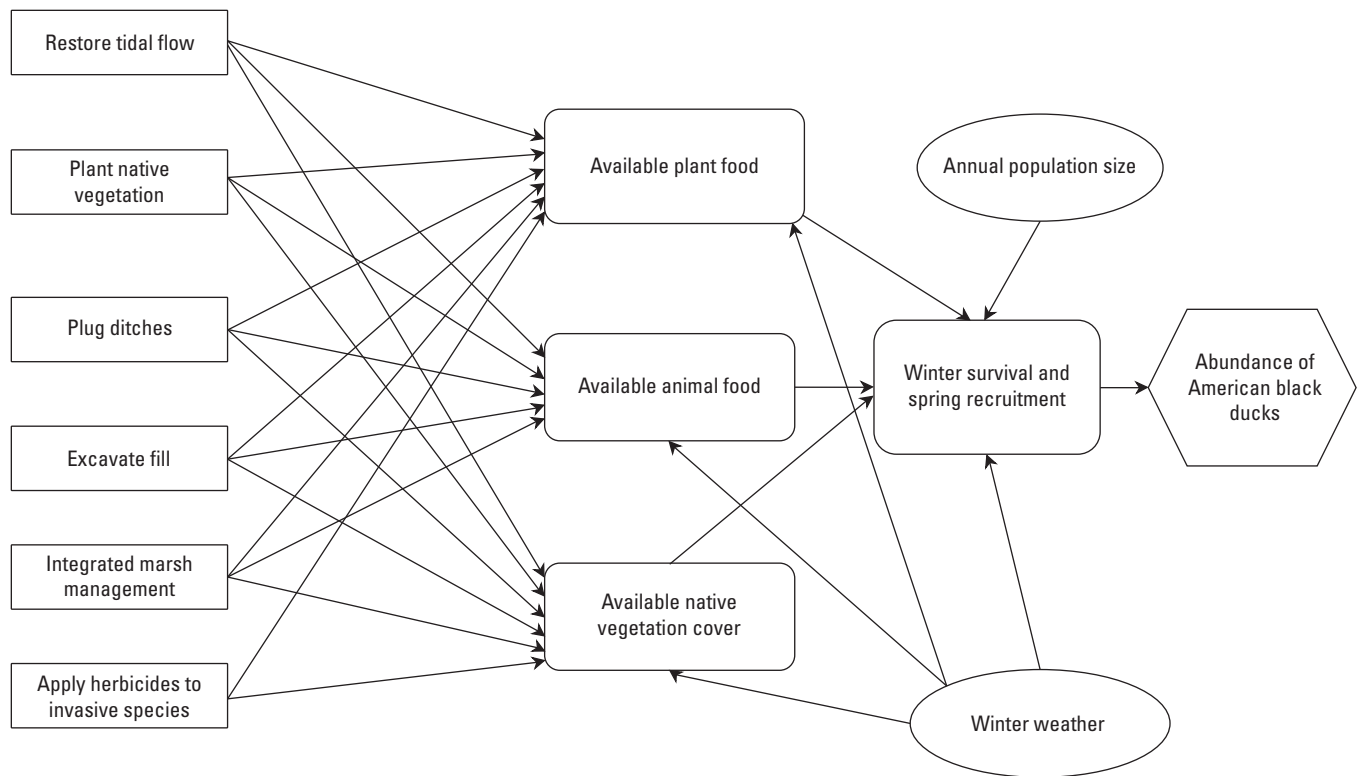 Restore tidal flow
Plant native
vegetation
Plug ditches
Excavate fill
Integrated marsh
management
Apply herbicides to
invasive species
Available plant food
Available animal food
Available native
vegetation cover
Annual population size
Winter survival and
spring recruitment
Winter weather
Abundance of
American black
ducks